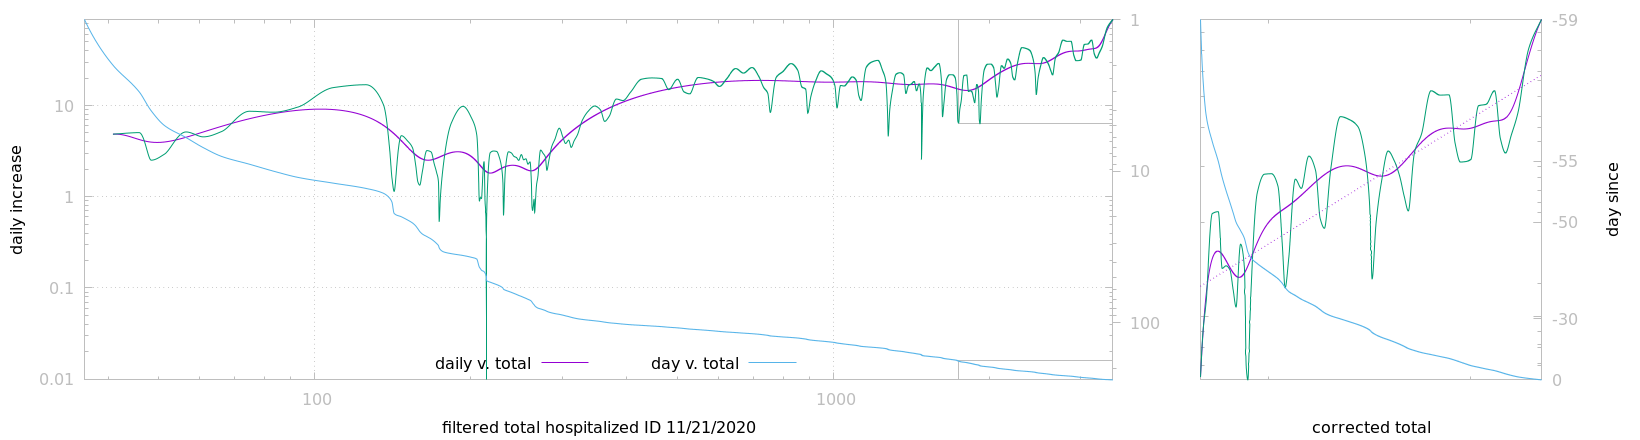 daily increase
10
1
0.1
0.01
daily v. total
day v. total
100
1000
filtered total hospitalized ID 11/21/2020
1
10
100
-59
-55
-50
-30
0
day since
corrected total